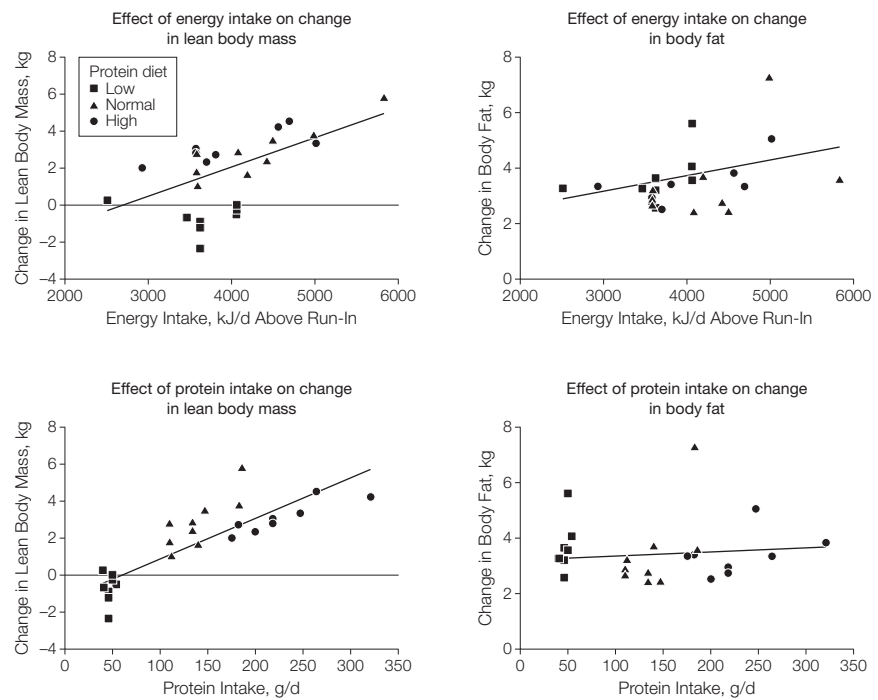 Effect of energy intake on change
in lean body mass
Change in Lean Body Mass, kg
8
6
4
2
0
–2
–4
Protein diet
Low
Normal
High
2000 3000 4000 5000 6000
Energy Intake, kJ/d Above Run-In
Effect of energy intake on change
in body fat
Change in Body Fat, kg
8
6
4
2
0
2000 3000 4000 5000 6000
Energy Intake, kJ/d Above Run-In
Effect of protein intake on change
in lean body mass
Change in Lean Body Mass, kg
8
6
4
2
0
–2
–4
0 50 100 150 200 250 300 350
Protein Intake, g/d
Effect of protein intake on change
in body fat
Change in Body Fat, kg
8
6
4
2
0
0 50 100 150 200 250 300 350
Protein Intake, g/d